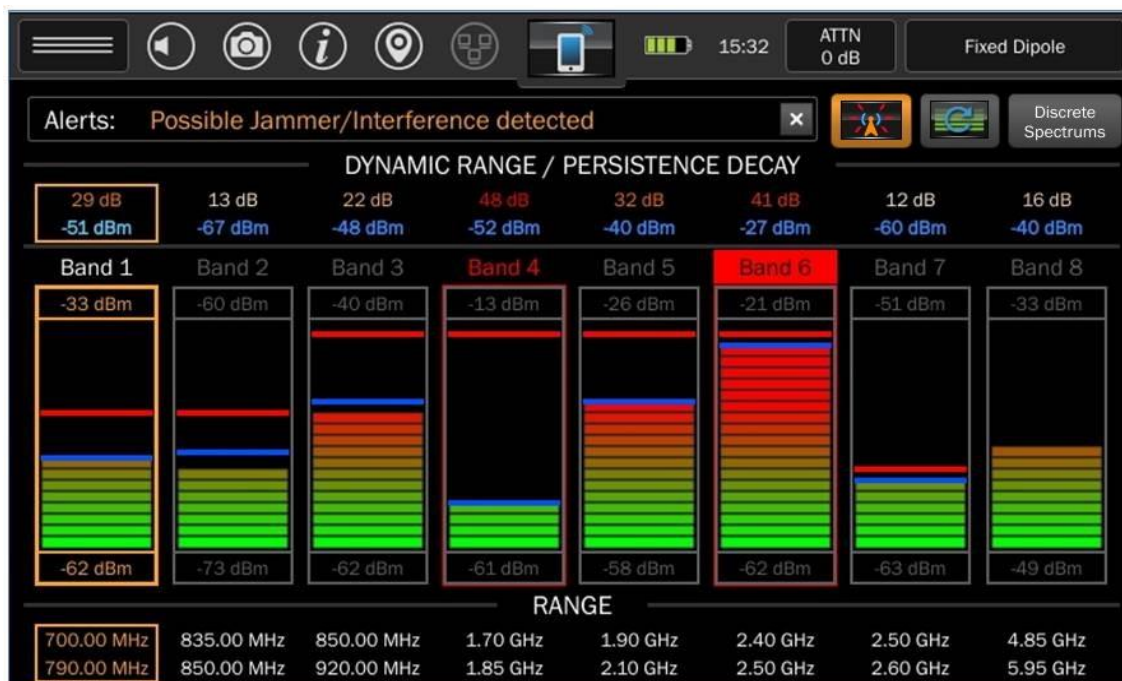 15:32
ATTN
0 dB
Fixed Dipole
Alerts: Possible Jammer/Interference detected
Discrete
Spectrums
DYNAMIC RANGE / PERSISTENCE DECAY
29 dB 13 dB 22 dB 48 dB 32 dB 41 dB 12 dB 16 dB
-51 dBm -67 dBm -48 dBm -52 dBm -40 dBm -27 dBm -60 dBm -40 dBm
Band 1 Band 2 Band 3 Band 4 Band 5 Band 6 Band 7 Band 8
-33 dBm -60 dBm -40 dBm -13 dBm -26 dBm -21 dBm -51 dBm -33 dBm
-62 dBm -73 dBm -62 dBm -61 dBm -58 dBm -62 dBm -63 dBm -49 dBm
RANGE
700.00 MHz 835.00 MHz 850.00 MHz 1.70 GHz 1.90 GHz 2.40 GHz 2.50 GHz 4.85 GHz
790.00 MHz 850.00 MHz 920.00 MHz 1.85 GHz 2.10 GHz 2.50 GHz 2.60 GHz 5.95 GHz